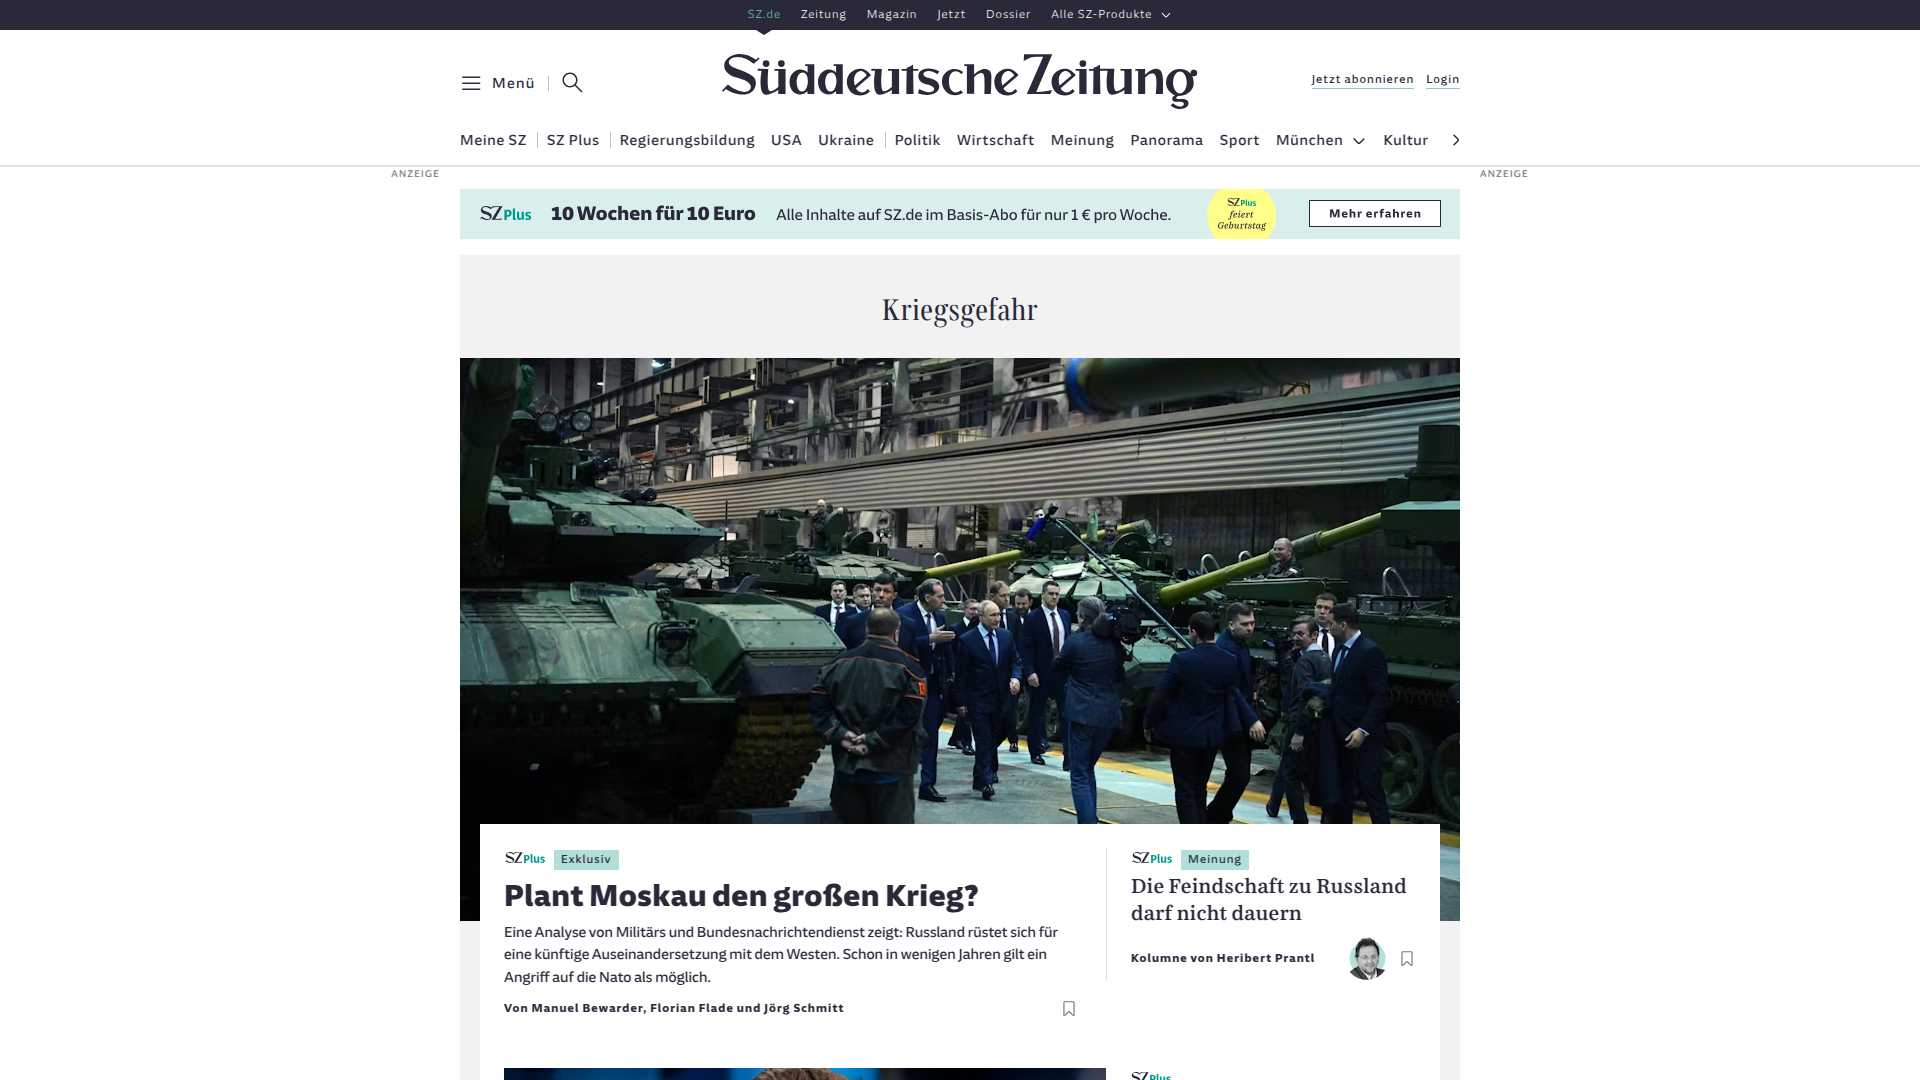 SZ.de Zeitung Magazin Jetzt Dossier Alle SZ-Produkte
Menü
Süddeutsche Zeitung
Jetzt abonnieren Login
Meine SZ SZ Plus Regierungsbildung USA Ukraine Politik Wirtschaft Meinung Panorama Sport München Kultur
ANZEIGE
ANZEIGE
SZ Plus 10 Wochen für 10 Euro Alle Inhalte auf SZ.de im Basis-Abo für nur 1 € pro Woche.
SZ Plus
feiert
Geburtstag
Mehr erfahren
Kriegsgefahr
SZ Plus Exklusiv
Plant Moskau den großen Krieg?
Eine Analyse von Militärs und Bundesnachrichtendienst zeigt: Russland rüstet sich für
eine künftige Auseinandersetzung mit dem Westen. Schon in wenigen Jahren gilt ein
Angriff auf die Nato als möglich.
Von Manuel Bewarder, Florian Flade und Jörg Schmitt
SZ Plus Meinung
Die Feindschaft zu Russland
darf nicht dauern
Kolumne von Heribert Prantl
SZ Plus